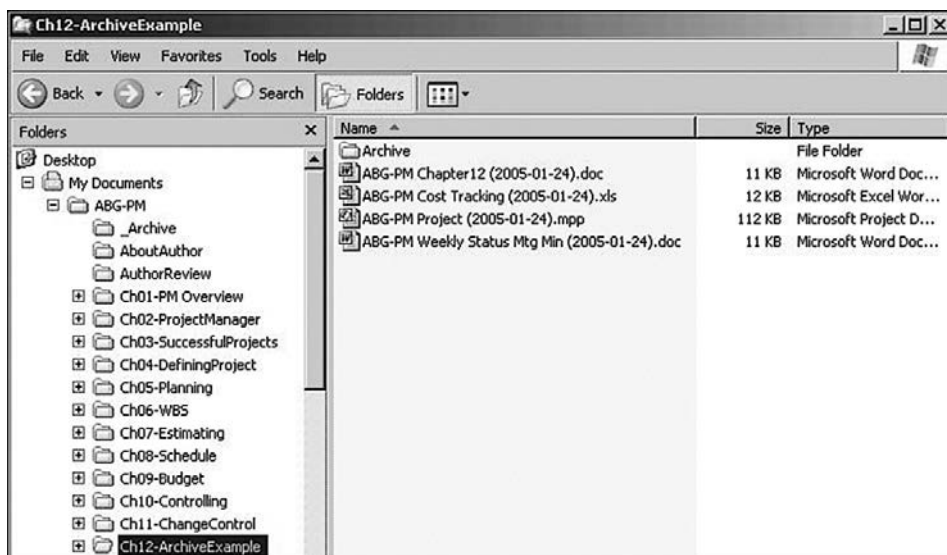 Ch12-ArchiveExample
File Edit View Favorites Tools Help
Back Search Folders
Folders
Desktop
My Documents
ABG-PM
_Archive
AboutAuthor
AuthorReview
Ch01-PM Overview
Ch02-ProjectManager
Ch03-SuccessfulProjects
Ch04-DefiningProject
Ch05-Planning
Ch06-WBS
Ch07-Estimating
Ch08-Schedule
Ch09-Budget
Ch10-Controlling
Ch11-ChangeControl
Ch12-ArchiveExample
Name Size Type
Archive File Folder
ABG-PM Chapter12 (2005-01-24).doc 11 KB Microsoft Word Doc...
ABG-PM Cost Tracking (2005-01-24).xls 12 KB Microsoft Excel Wor...
ABG-PM Project (2005-01-24).mpp 112 KB Microsoft Project D...
ABG-PM Weekly Status Mtg Min (2005-01-24).doc 11 KB Microsoft Word Doc...